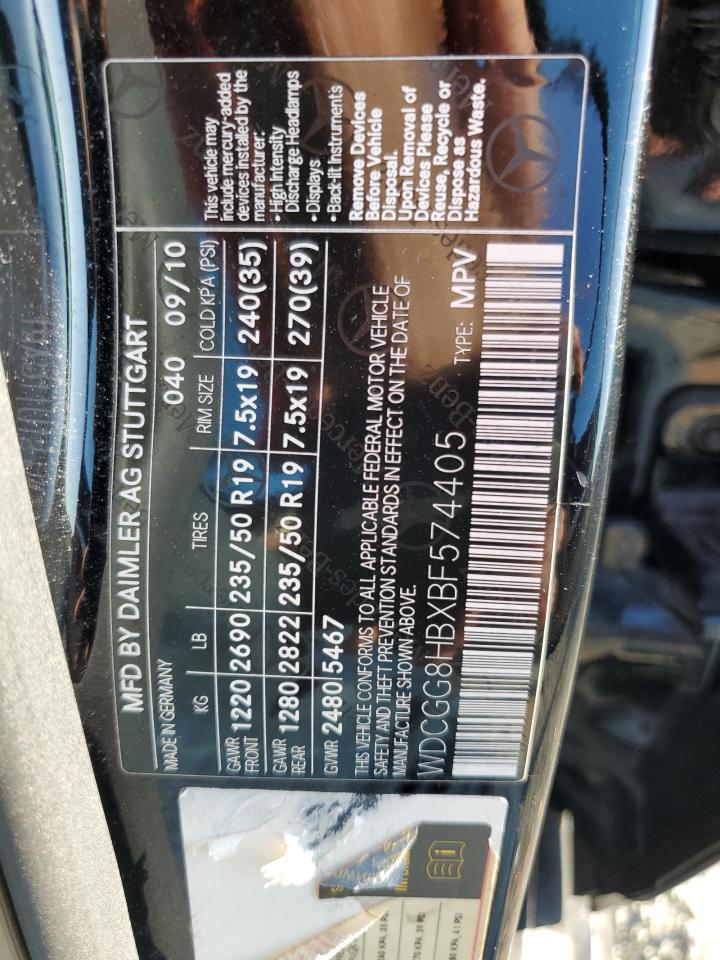 MFD BY DAIMLER AG STUTTGART
MADE IN GERMANY 040 09/10
KG LB TIRES RIM SIZE COLD KPA (PSI)
GAWR FRONT 1220 2690 235/50 R19 7.5x19 240(35)
GAWR REAR 1280 2822 235/50 R19 7.5x19 270(39)
GVWR 2480 5467
THIS VEHICLE CONFORMS TO ALL APPLICABLE FEDERAL MOTOR VEHICLE
SAFETY AND THEFT PREVENTION STANDARDS IN EFFECT ON THE DATE OF
MANUFACTURE SHOWN ABOVE.
WDCGG8HBXBF574405 TYPE: MPV
This vehicle may
include mercury-added
devices installed by the
manufacturer:
• High Intensity
Discharge Headlamps
• Displays
• Back-lit Instruments
Remove Devices
Before Vehicle
Disposal.
Upon Removal of
Devices Please
Reuse, Recycle or
Dispose as
Hazardous Waste.